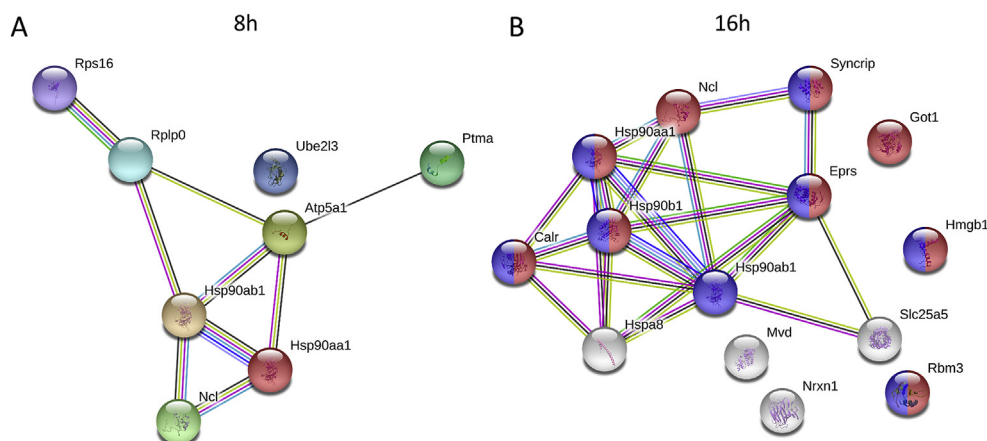 A
8h
Rps16
Rplp0
Ube2l3
Ptma
Atp5a1
Hsp90ab1
Hsp90aa1
Ncl
B
16h
Syncrip
Ncl
Got1
Hsp90aa1
Eprs
Hsp90b1
Hmgb1
Calr
Hsp90ab1
Slc25a5
Hspa8
Mvd
Rbm3
Nrxn1